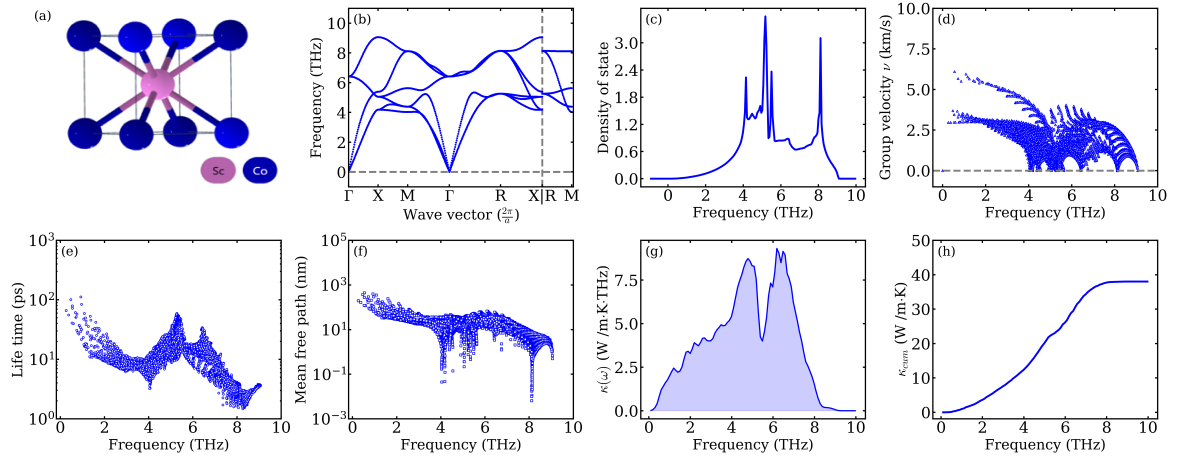 (a)
Sc Co
(b)
Frequency (THz)
10
8
6
4
2
0
Γ X M Γ R X|R M
Wave vector (2π/a)
(c)
Density of state
3.0
2.4
1.8
1.2
0.6
0.0
0 2 4 6 8 10
Frequency (THz)
(d)
Group velocity ν (km/s)
10.0
7.5
5.0
2.5
0.0
0 2 4 6 8 10
Frequency (THz)
(e)
Life time (ps)
10³
10²
10¹
10⁰
0 2 4 6 8 10
Frequency (THz)
(f)
Mean free path (nm)
10⁵
10³
10¹
10⁻¹
10⁻³
0 2 4 6 8 10
Frequency (THz)
(g)
κ(ω) (W /m·K·THz)
7.5
5.0
2.5
0.0
0 2 4 6 8 10
Frequency (THz)
(h)
κcum (W /m·K)
50
40
30
20
10
0
0 2 4 6 8 10
Frequency (THz)